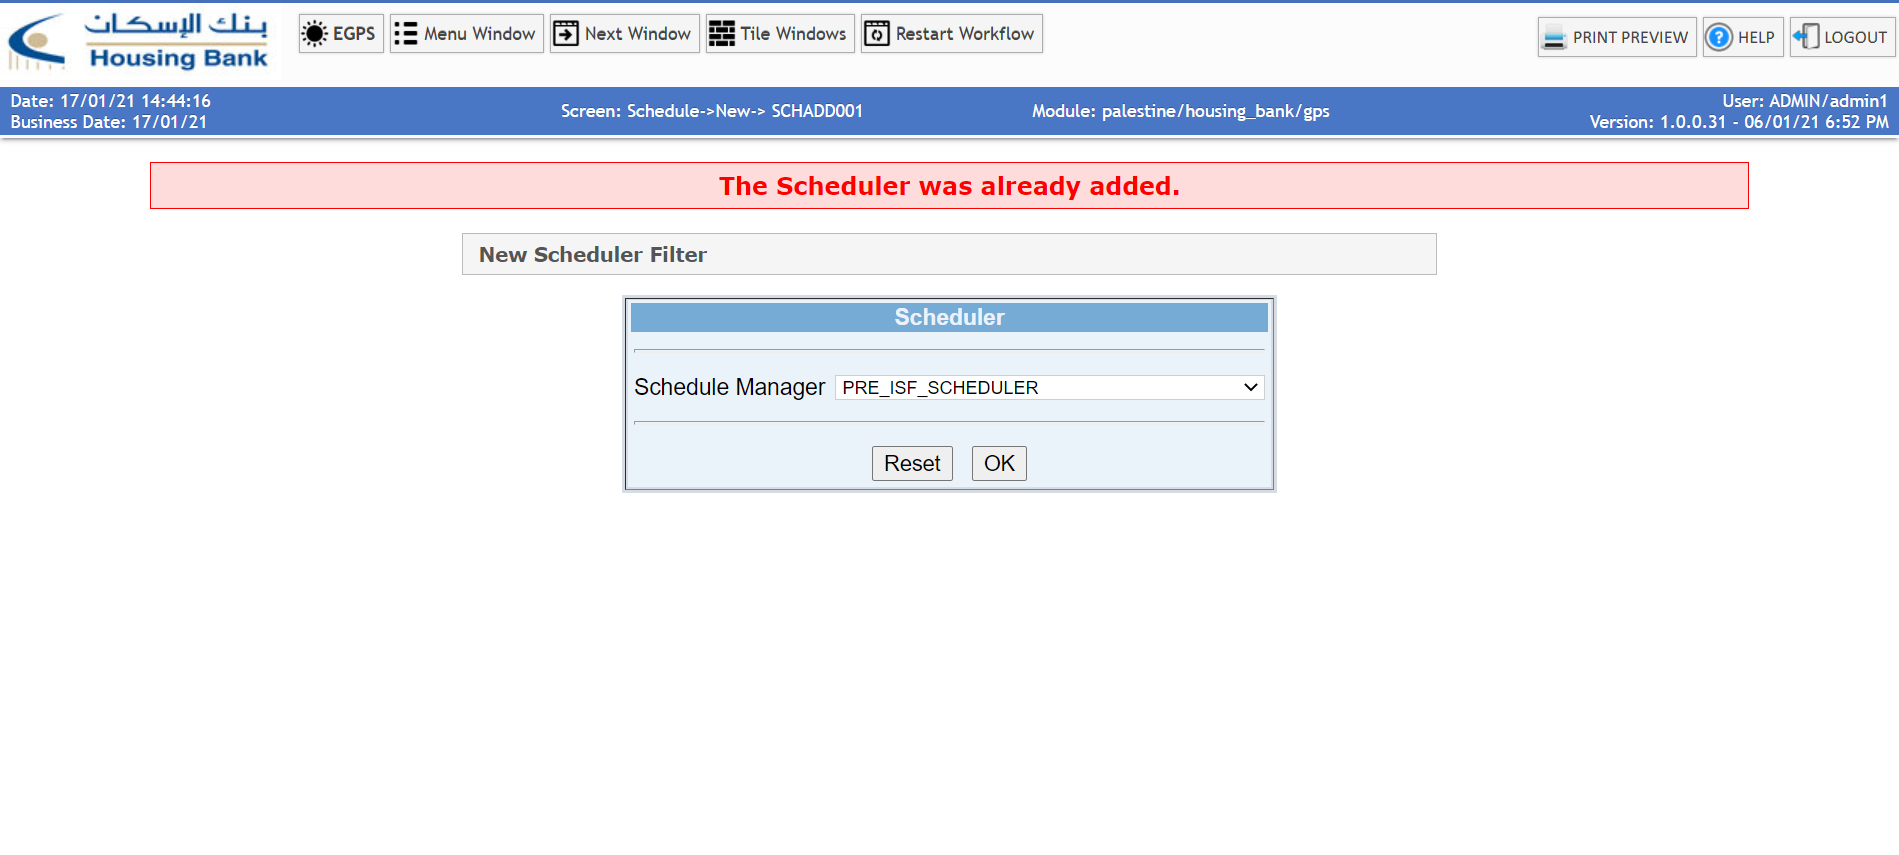 بنك الإسكان
Housing Bank
EGPS
Menu Window
Next Window
Tile Windows
Restart Workflow
PRINT PREVIEW
HELP
LOGOUT
Date: 17/01/21 14:44:16
Business Date: 17/01/21
Screen: Schedule->New-> SCHADD001
Module: palestine/housing_bank/gps
User: ADMIN/admin1
Version: 1.0.0.31 - 06/01/21 6:52 PM
The Scheduler was already added.
New Scheduler Filter
Scheduler
Schedule Manager PRE_ISF_SCHEDULER
Reset OK